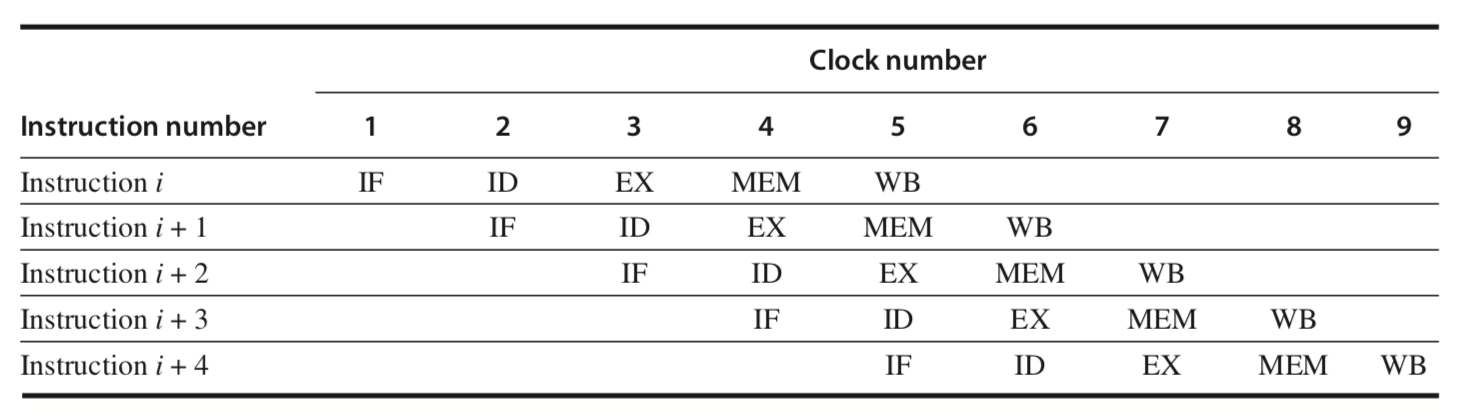 Clock number
Instruction number 1 2 3 4 5 6 7 8 9
Instruction i IF ID EX MEM WB
Instruction i + 1 IF ID EX MEM WB
Instruction i + 2 IF ID EX MEM WB
Instruction i + 3 IF ID EX MEM WB
Instruction i + 4 IF ID EX MEM WB